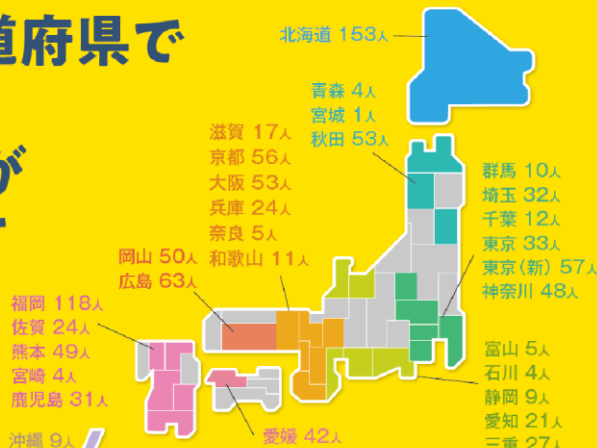 道府県で
が
北海道 153人
青森 4人
宮城 1人
秋田 53人
滋賀 17人
京都 56人
大阪 53人
兵庫 24人
奈良 5人
和歌山 11人
群馬 10人
埼玉 32人
千葉 12人
東京 33人
東京(新) 57人
神奈川 48人
岡山 50人
広島 63人
福岡 118人
佐賀 24人
熊本 49人
宮崎 4人
鹿児島 31人
富山 5人
石川 4人
静岡 9人
愛知 21人
三重 27人
愛媛 42人
沖縄 9人